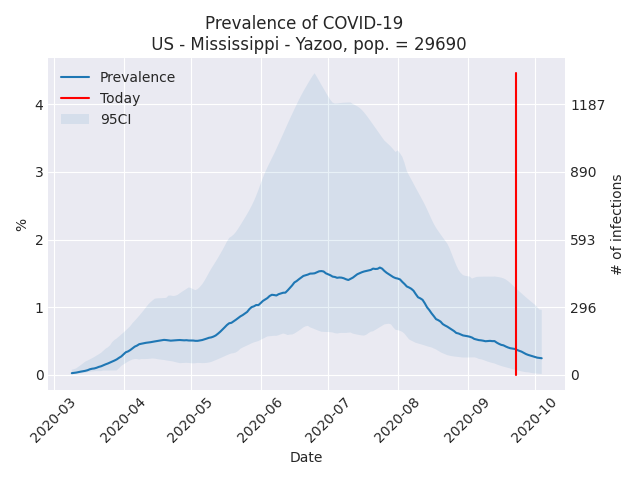 Prevalence of COVID-19
US - Mississippi - Yazoo, pop. = 29690
Prevalence
Today
95CI
4
3
2
1
0
%
1187
890
593
296
0
# of infections
2020-03
2020-04
2020-05
2020-06
2020-07
2020-08
2020-09
2020-10
Date